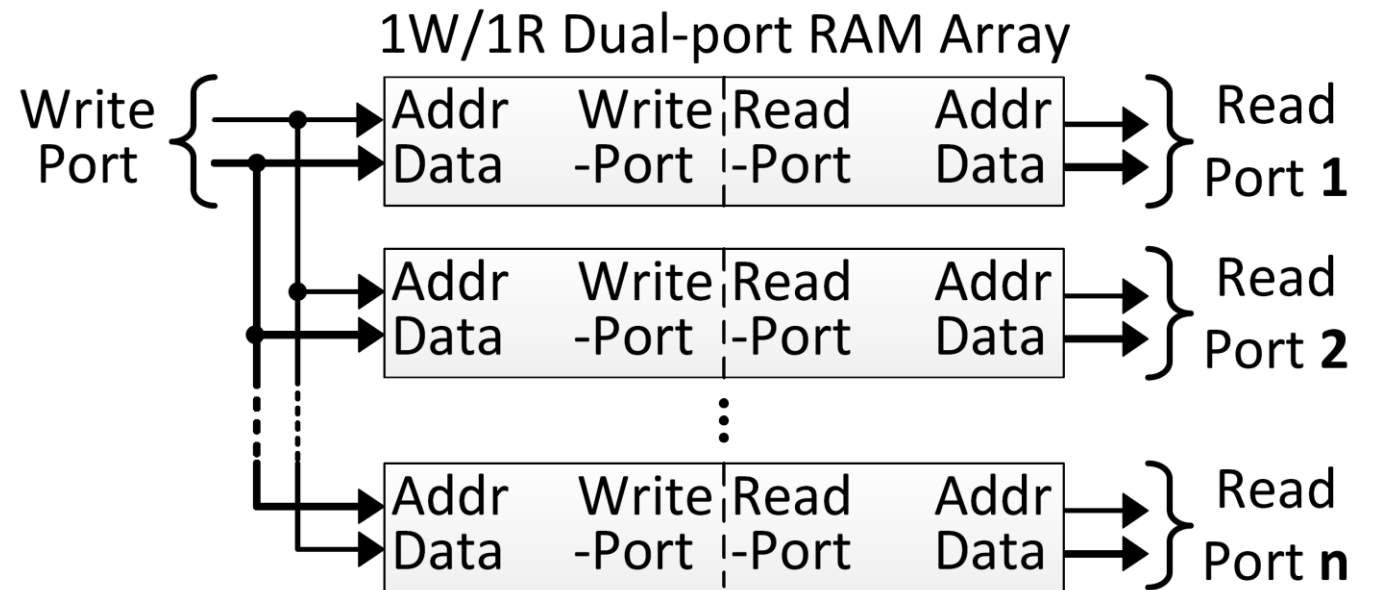 1W/1R Dual-port RAM Array
Write
Port
Addr Write Read Addr
Data -Port -Port Data
Read
Port 1
Addr Write Read Addr
Data -Port -Port Data
Read
Port 2
Addr Write Read Addr
Data -Port -Port Data
Read
Port n